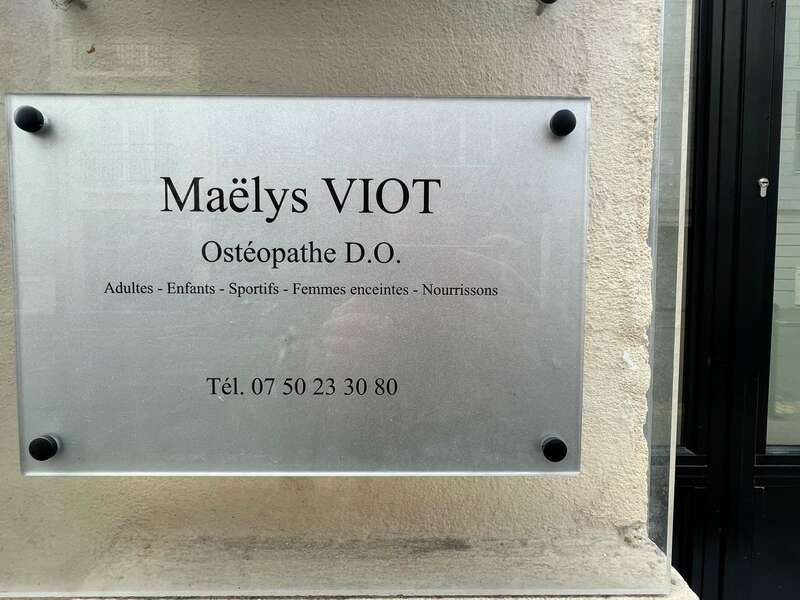 Maëlys VIOT
Ostéopathe D.O.
Adultes - Enfants - Sportifs - Femmes enceintes - Nourrissons
Tél. 07 50 23 30 80